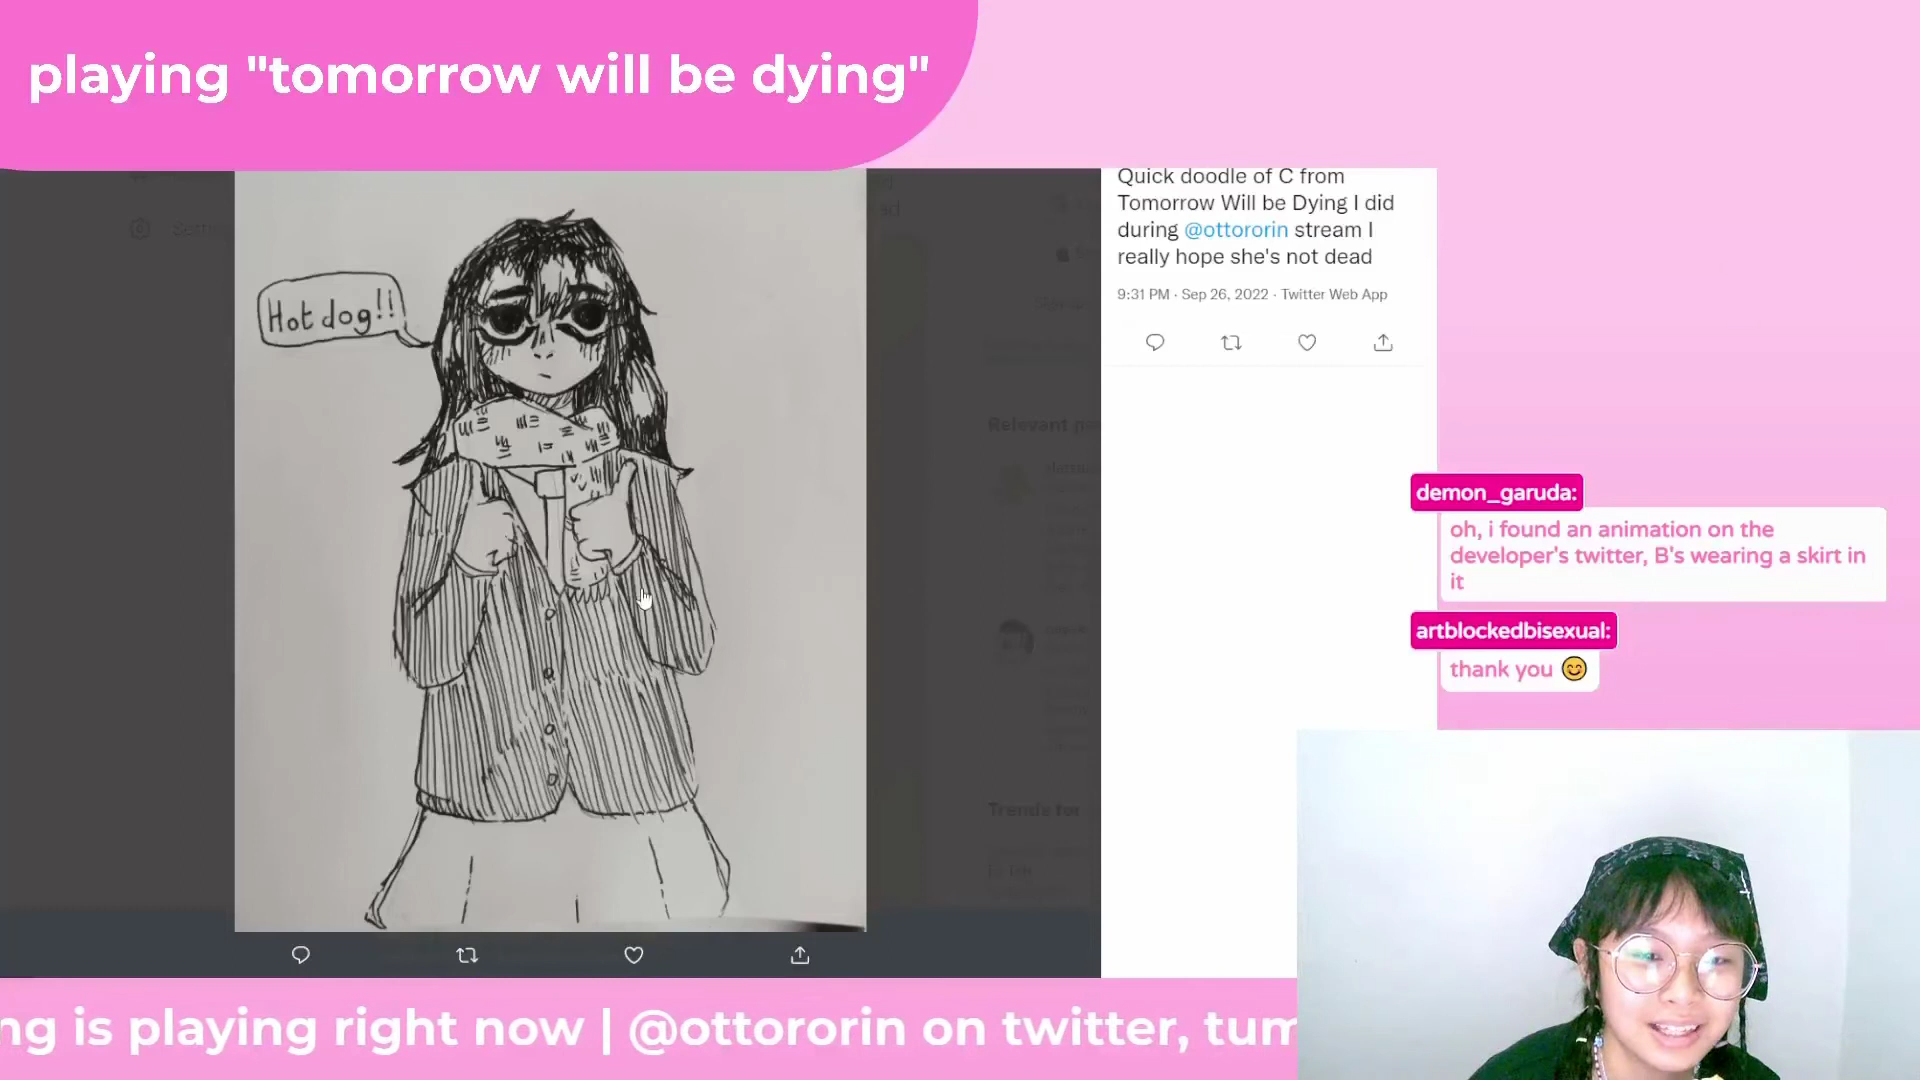 playing "tomorrow will be dying"
Hot dog!!
Quick doodle of C from
Tomorrow Will be Dying I did
during @ottororin stream I
really hope she's not dead
9:31 PM · Sep 26, 2022 · Twitter Web App
Relevant
Trends for
demon_garuda:
oh, i found an animation on the
developer's twitter, B's wearing a skirt in
it
artblockedbisexual:
thank you 😊
ng is playing right now | @ottororin on twitter, tum